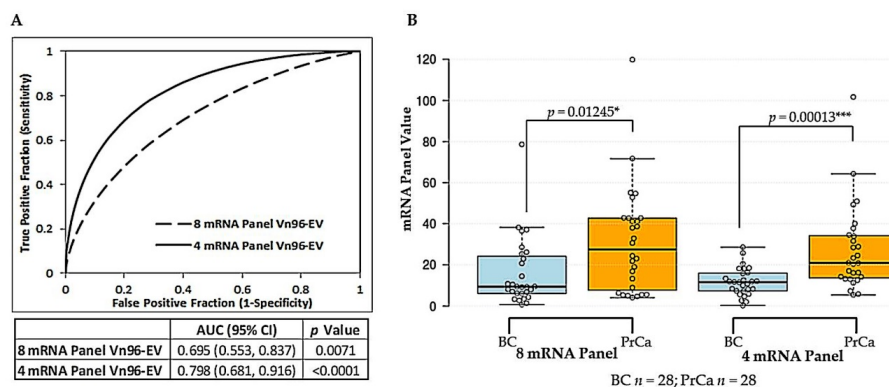 A
1
0.8
0.6
0.4
0.2
0
0 0.2 0.4 0.6 0.8 1
True Positive Fraction (Sensitivity)
False Positive Fraction (1-Specificity)
8 mRNA Panel Vn96-EV
4 mRNA Panel Vn96-EV
AUC (95% CI) p Value
8 mRNA Panel Vn96-EV 0.695 (0.553, 0.837) 0.0071
4 mRNA Panel Vn96-EV 0.798 (0.681, 0.916) <0.0001
B
mRNA Panel Value
120
100
80
60
40
20
0
p = 0.01245*
p = 0.00013***
BC PrCa BC PrCa
8 mRNA Panel 4 mRNA Panel
BC n = 28; PrCa n = 28